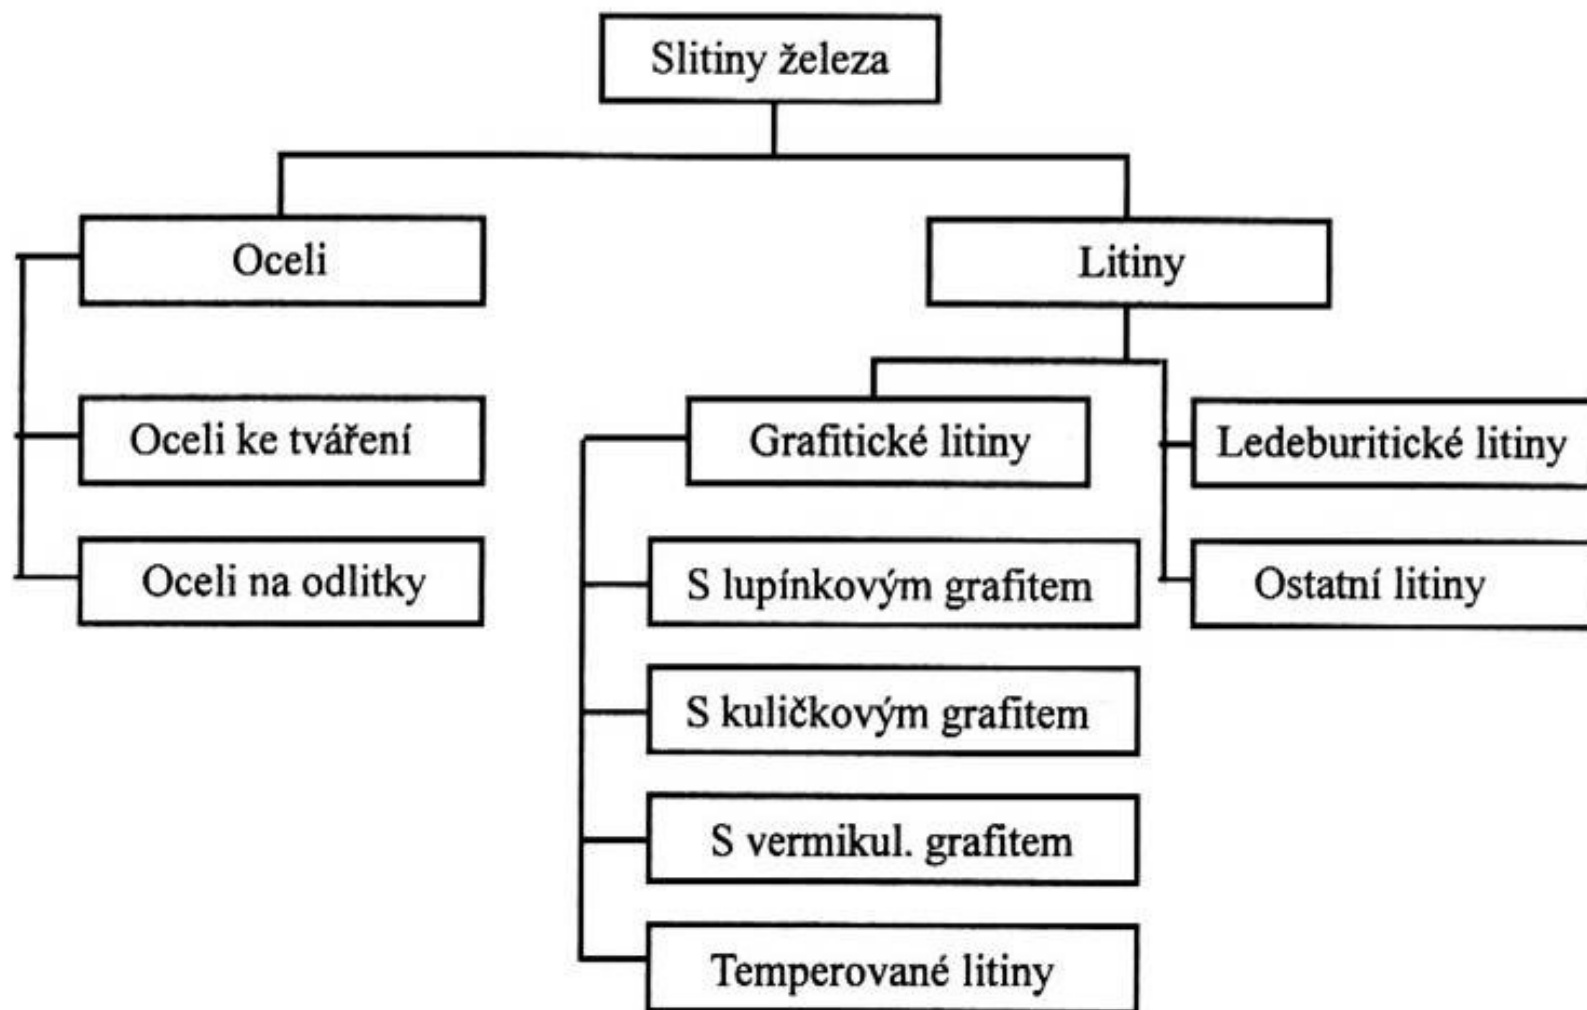 Slitiny železa
Oceli
Litiny
Oceli ke tváření
Grafitické litiny
Ledeburitické litiny
Oceli na odlitky
S lupínkovým grafitem
Ostatní litiny
S kuličkovým grafitem
S vermikul. grafitem
Temperované litiny